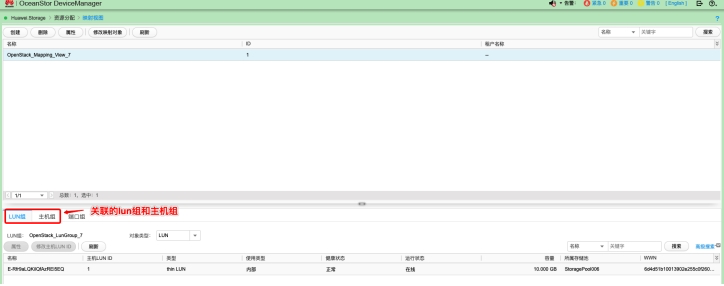 OceanStor DeviceManager
告警: 紧急 0 重要 0 警告 0 [English]
Huawei.Storage > 资源分配 > 映射视图 ?
创建 删除 属性 修改映射对象 刷新 名称 关键字 搜索
名称 ID 租户名称
OpenStack_Mapping_View_7 1 --
1/1 总数: 1, 选中: 1
LUN组 主机组 端口组 关联的lun组和主机组
LUN组: OpenStack_LunGroup_7 对象类型: LUN
属性 修改主机LUN ID 刷新 名称 关键字 搜索 高级搜索
名称 主机LUN ID 类型 使用类型 健康状态 运行状态 容量 所属存储池 WWN
1 thin LUN 内部 正常 在线 10.000 GB StoragePool006